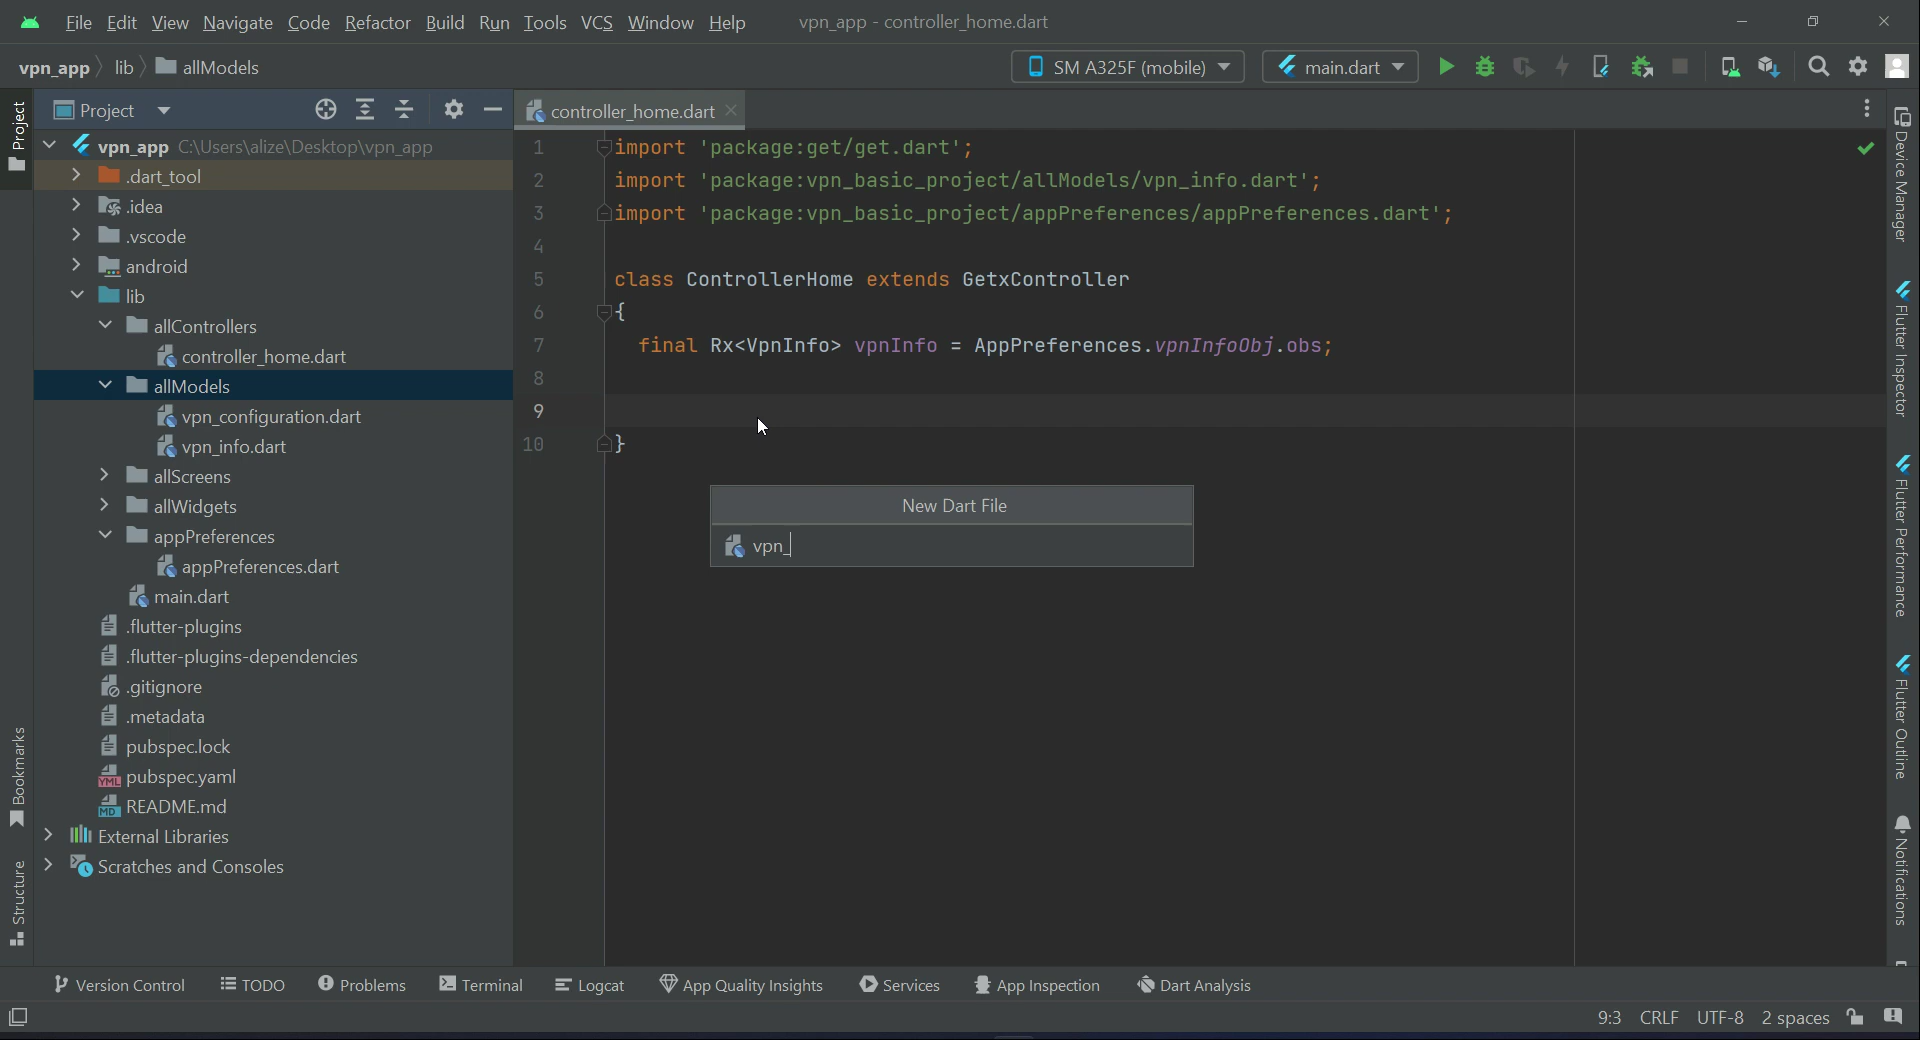 File Edit View Navigate Code Refactor Build Run Tools VCS Window Help vpn_app - controller_home.dart
vpn_app lib allModels SM A325F (mobile) main.dart
Project
Project
controller_home.dart
vpn_app C:\Users\alize\Desktop\vpn_app
.dart_tool
.idea
.vscode
android
lib
allControllers
controller_home.dart
allModels
vpn_configuration.dart
vpn_info.dart
allScreens
allWidgets
appPreferences
appPreferences.dart
main.dart
.flutter-plugins
.flutter-plugins-dependencies
.gitignore
.metadata
pubspec.lock
YML pubspec.yaml
MD README.md
External Libraries
Scratches and Consoles
Bookmarks
Structure
1 import 'package:get/get.dart';
2 import 'package:vpn_basic_project/allModels/vpn_info.dart';
3 import 'package:vpn_basic_project/appPreferences/appPreferences.dart';
4
5 class ControllerHome extends GetxController
6 {
7 final Rx<VpnInfo> vpnInfo = AppPreferences.vpnInfoObj.obs;
8
9
10 }
New Dart File
vpn_
Device Manager
Flutter Inspector
Flutter Performance
Flutter Outline
Notifications
Version Control TODO Problems Terminal Logcat App Quality Insights Services App Inspection Dart Analysis
9:3 CRLF UTF-8 2 spaces